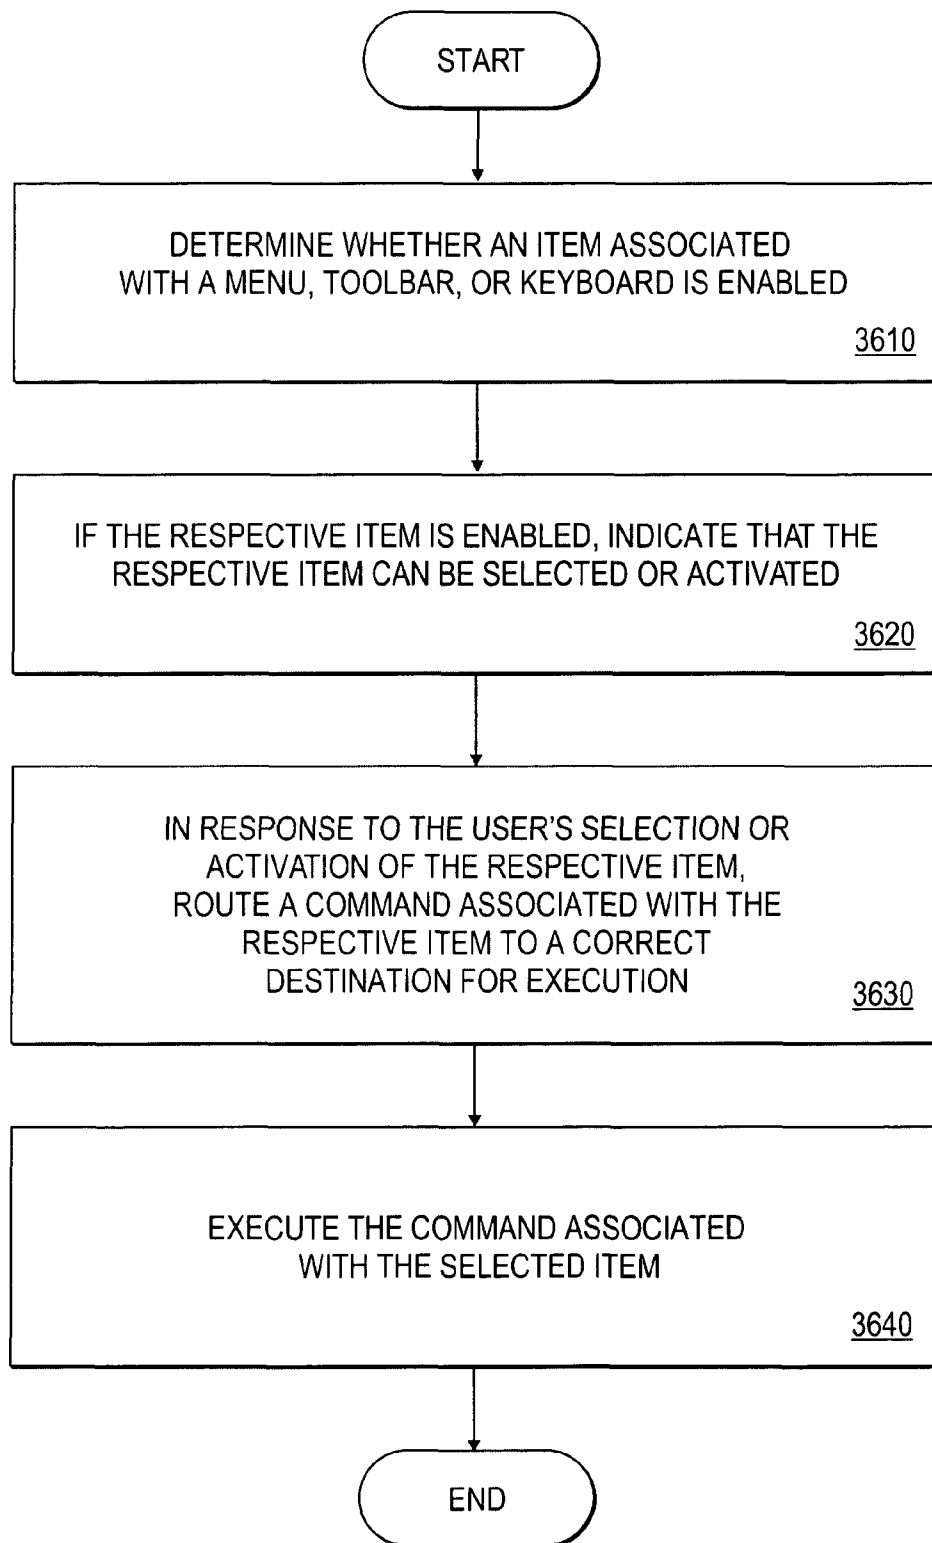 START
DETERMINE WHETHER AN ITEM ASSOCIATED
WITH A MENU, TOOLBAR, OR KEYBOARD IS ENABLED
3610
IF THE RESPECTIVE ITEM IS ENABLED, INDICATE THAT THE
RESPECTIVE ITEM CAN BE SELECTED OR ACTIVATED
3620
IN RESPONSE TO THE USER'S SELECTION OR
ACTIVATION OF THE RESPECTIVE ITEM,
ROUTE A COMMAND ASSOCIATED WITH THE
RESPECTIVE ITEM TO A CORRECT
DESTINATION FOR EXECUTION
3630
EXECUTE THE COMMAND ASSOCIATED
WITH THE SELECTED ITEM
3640
END